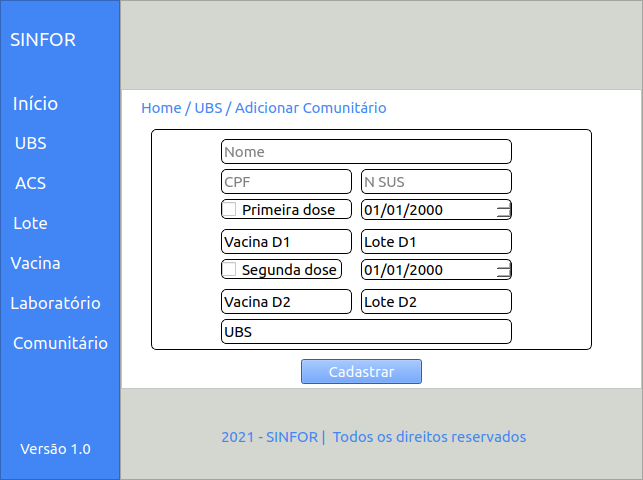 SINFOR
Início
UBS
ACS
Lote
Vacina
Laboratório
Comunitário
Versão 1.0
Home / UBS / Adicionar Comunitário
Nome
CPF
N SUS
Primeira dose
01/01/2000
Vacina D1
Lote D1
Segunda dose
01/01/2000
Vacina D2
Lote D2
UBS
Cadastrar
2021 - SINFOR | Todos os direitos reservados